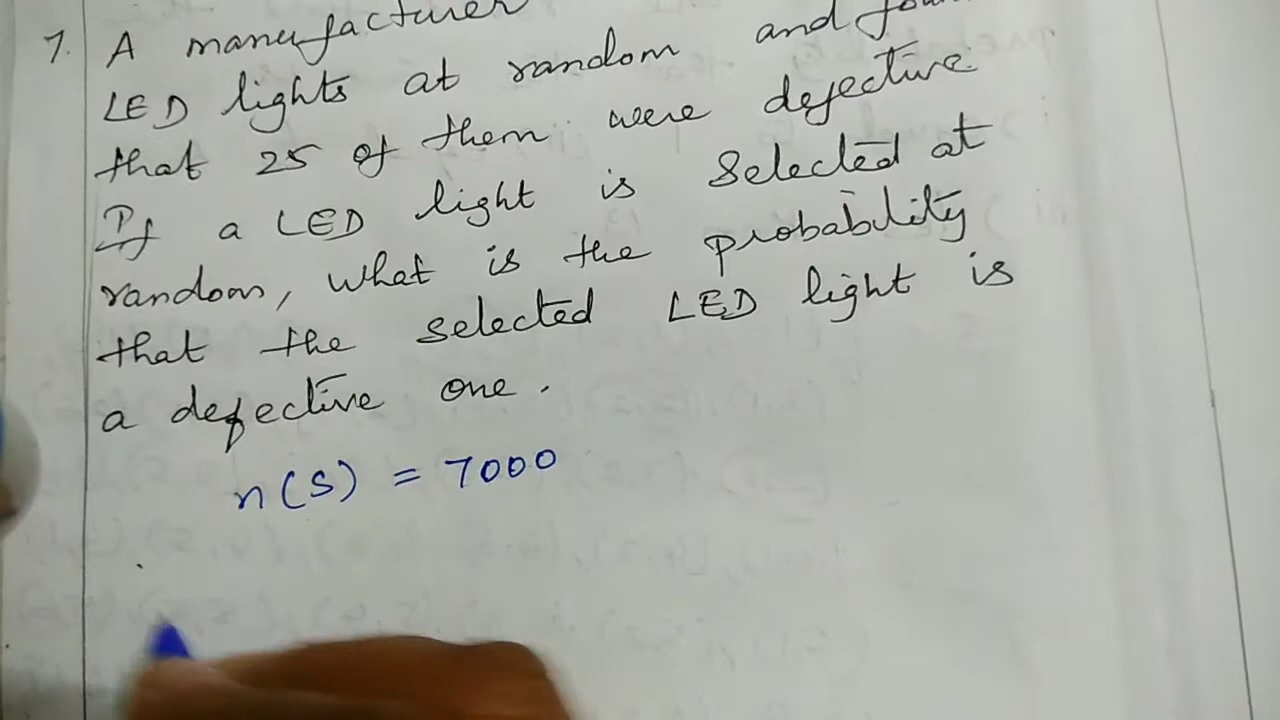 7. A manufacturer
LED lights at random and
that 25 of them were defective
If a LED light is selected at
random, what is the probability
that the selected LED light is
a defective one.
n(S) = 7000